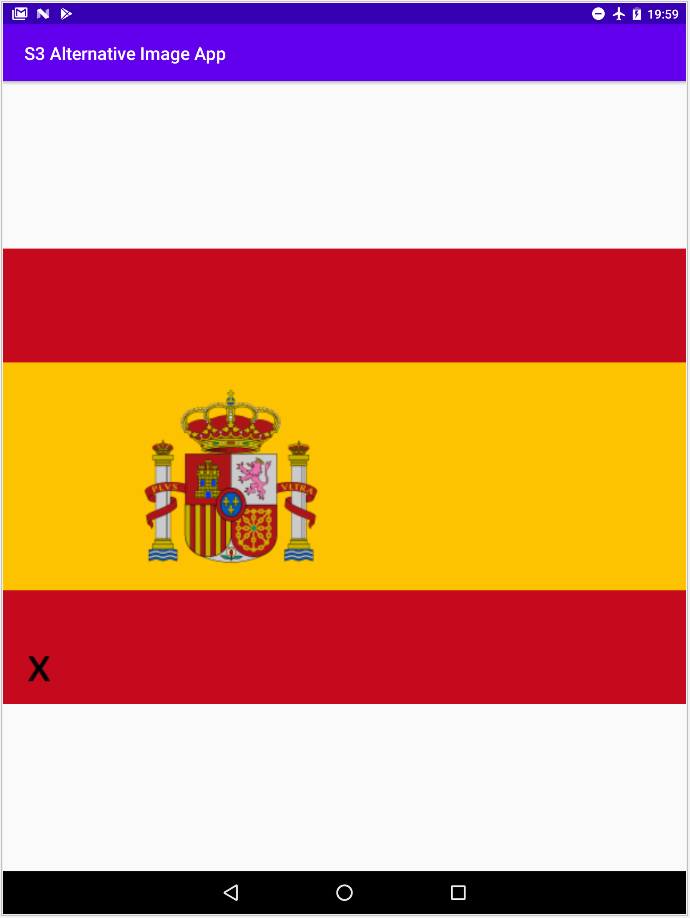 19:59
S3 Alternative Image App
PLVS VLTRA
X